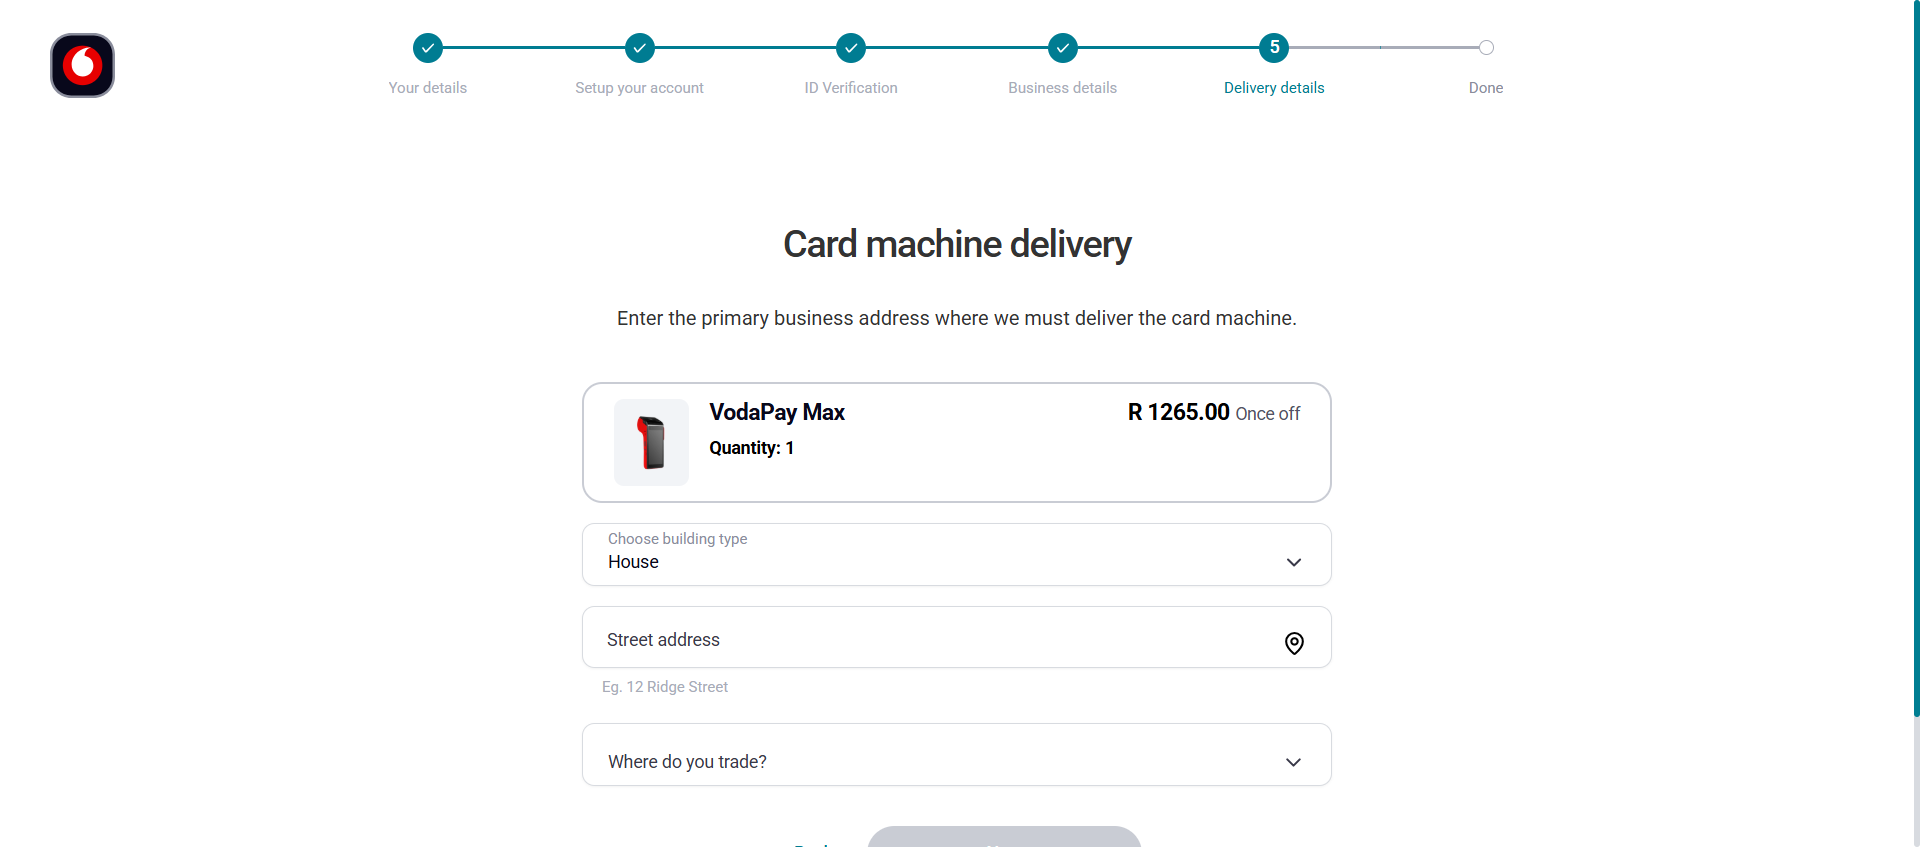 5
Your details
Setup your account
ID Verification
Business details
Delivery details
Done
Card machine delivery
Enter the primary business address where we must deliver the card machine.
VodaPay Max
R 1265.00 Once off
Quantity: 1
Choose building type
House
Street address
Eg. 12 Ridge Street
Where do you trade?